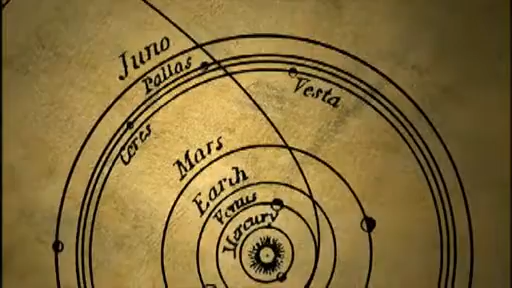 Juno
Pallas
Vesta
Ceres
Mars
Earth
Venus
Mercury